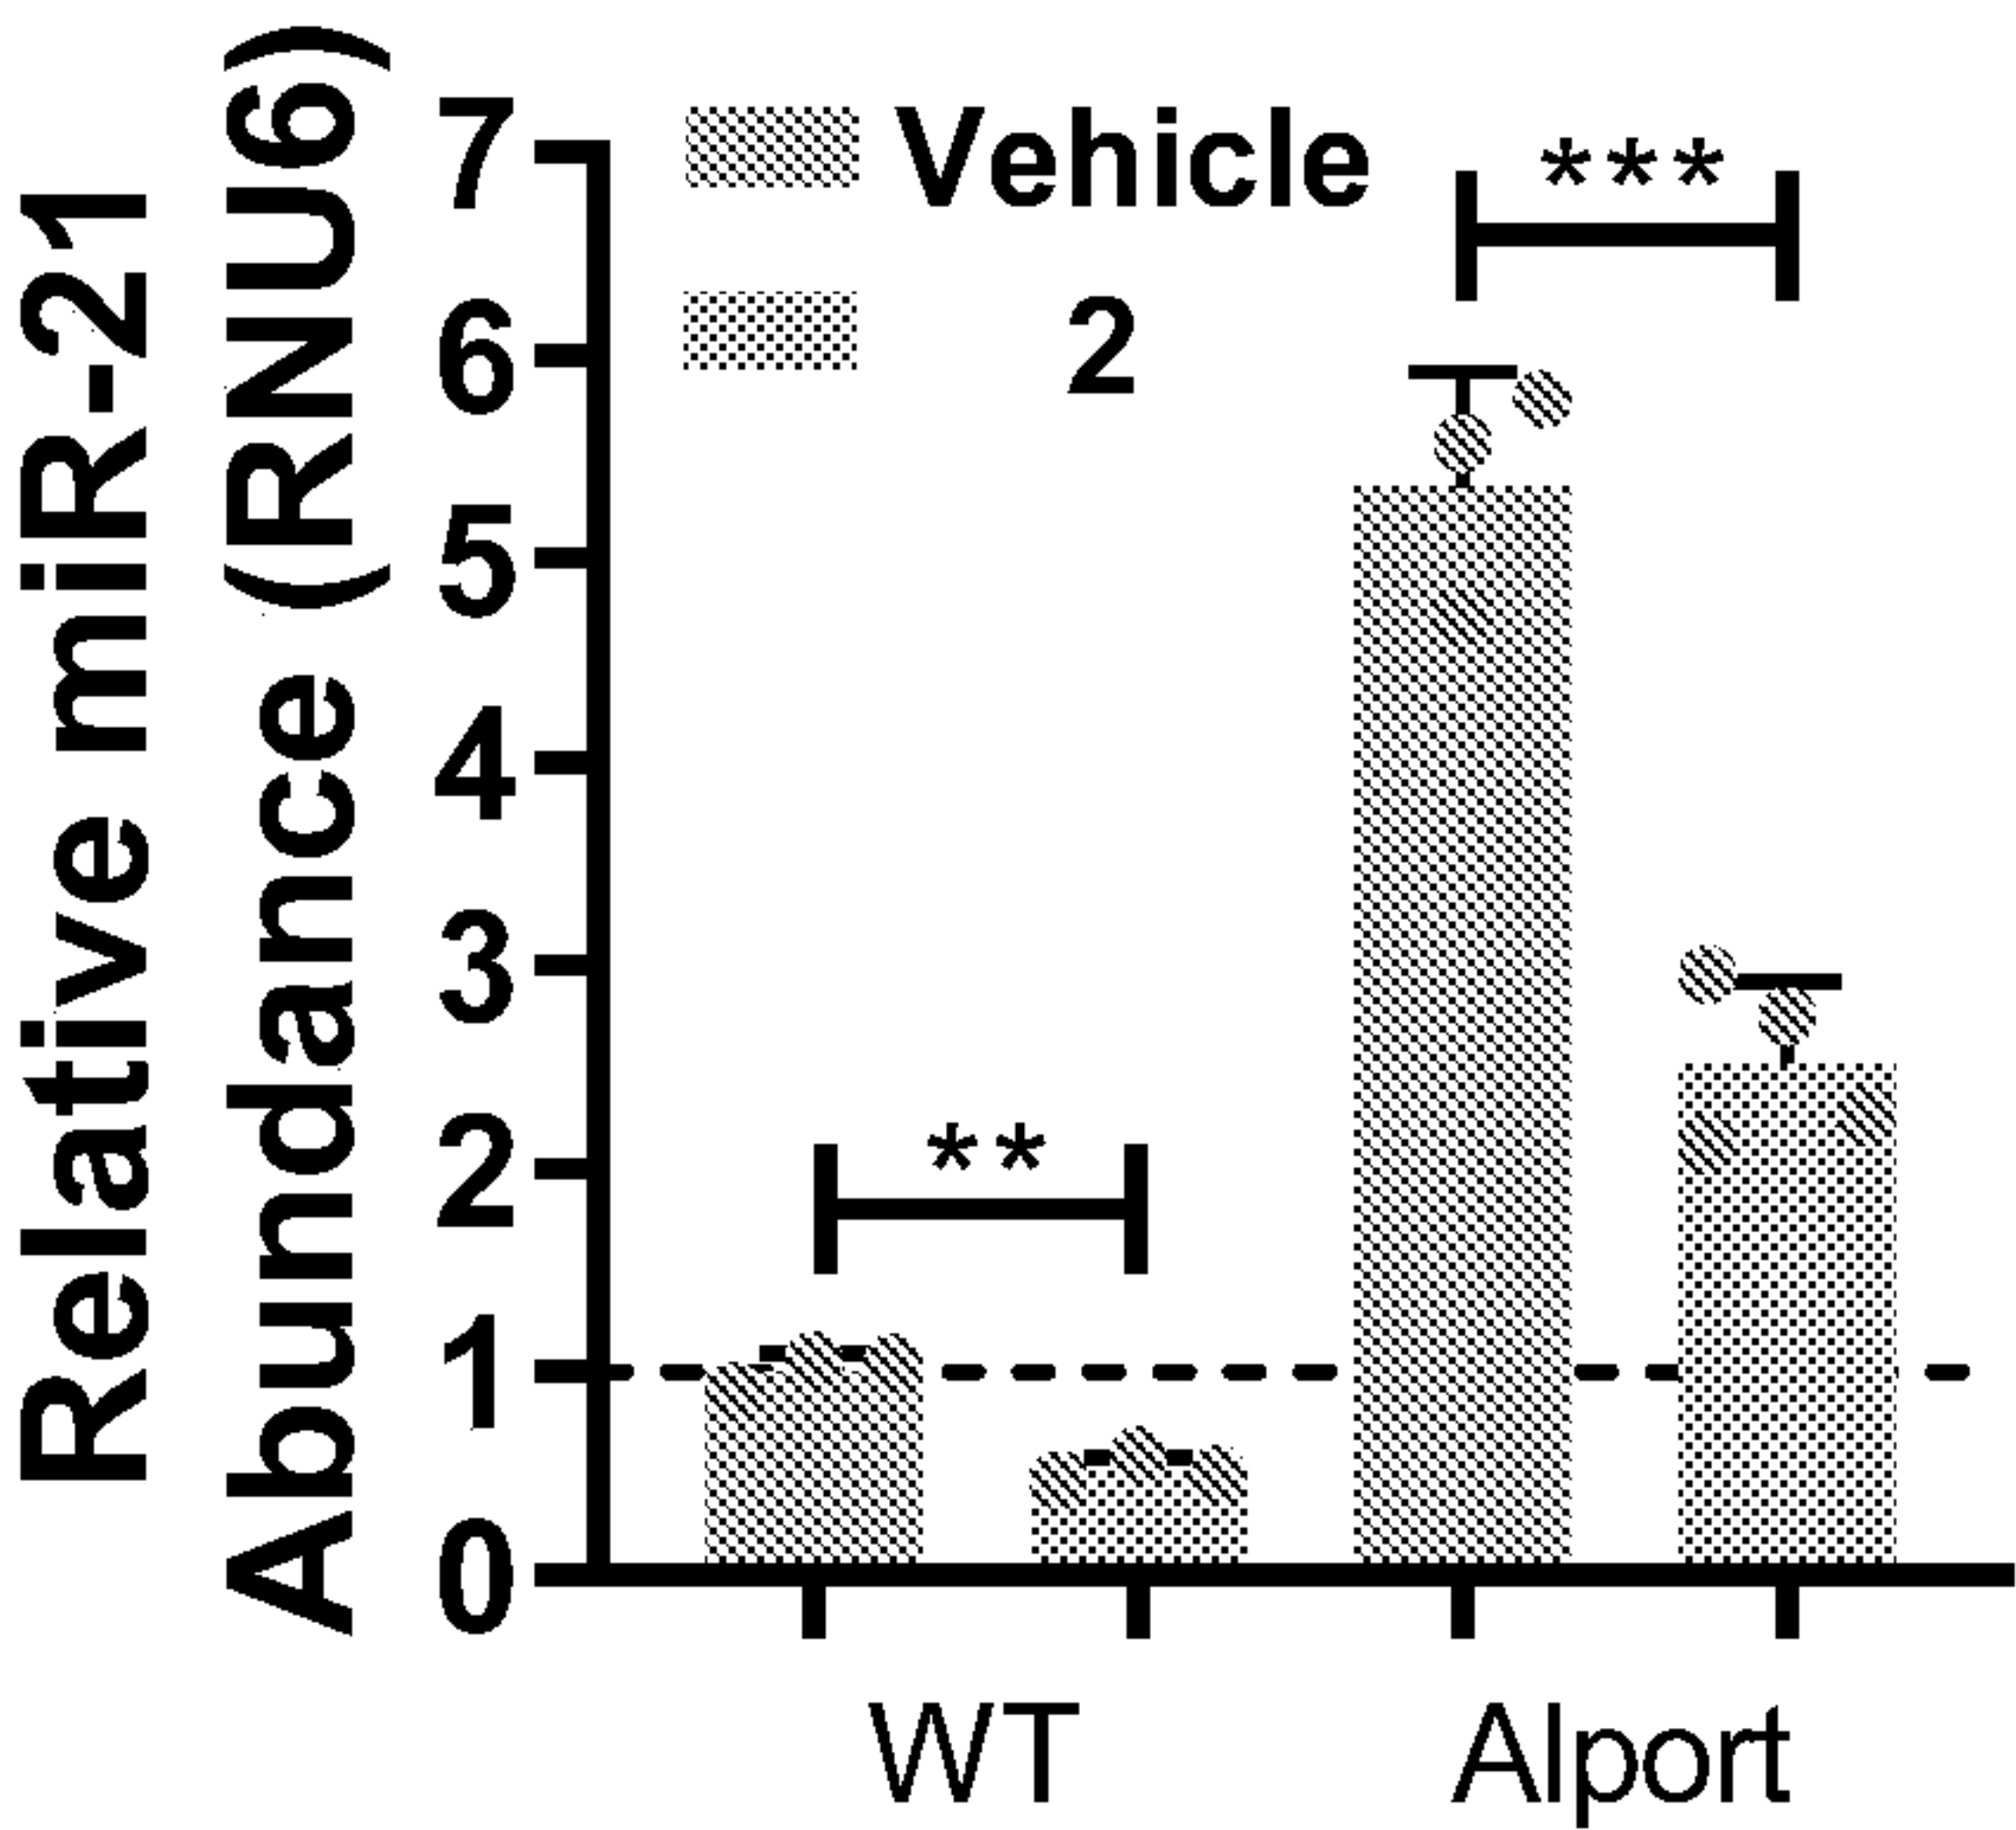 Relative miR-21
Abundance (RNU6)
7
6
5
4
3
2
1
0
Vehicle
2
***
**
WT
Alport